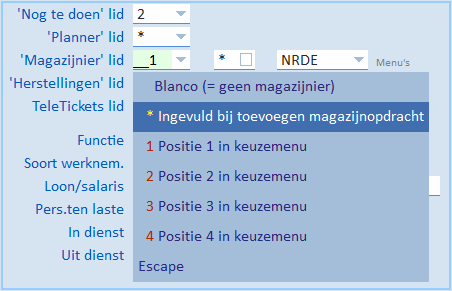 'Nog te doen' lid 2
'Planner' lid *
'Magazijnier' lid __1 * NRDE Menu's
'Herstellingen' lid
Blanco (= geen magazijnier)
TeleTickets lid
* Ingevuld bij toevoegen magazijnopdracht
Functie
1 Positie 1 in keuzemenu
Soort werknem.
2 Positie 2 in keuzemenu
Loon/salaris
Pers.ten laste
3 Positie 3 in keuzemenu
In dienst
4 Positie 4 in keuzemenu
Uit dienst
Escape